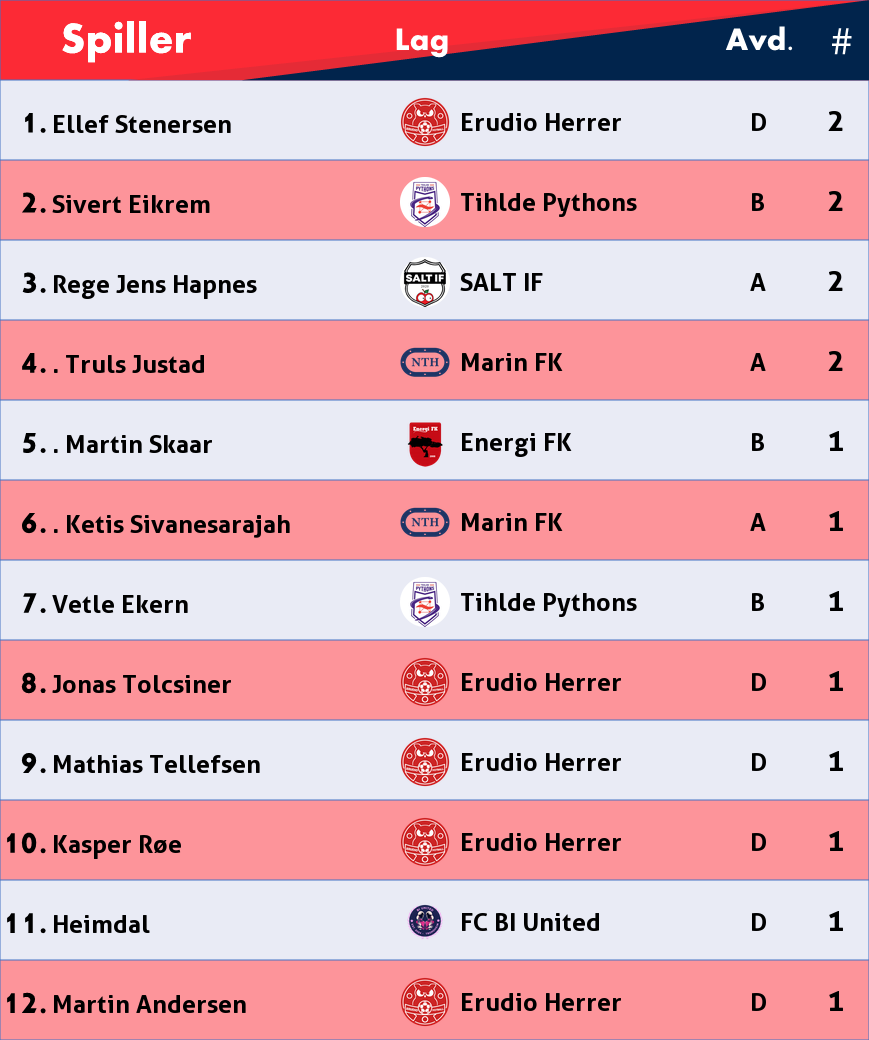 Spiller Lag Avd. #
1. Ellef Stenersen Erudio Herrer D 2
2. Sivert Eikrem PYTHONS Tihlde Pythons B 2
3. Rege Jens Hapnes SALT IF SALT IF A 2
4. . Truls Justad NTH Marin FK A 2
5. . Martin Skaar Energi FK Energi FK B 1
6. . Ketis Sivanesarajah NTH Marin FK A 1
7. Vetle Ekern PYTHONS Tihlde Pythons B 1
8. Jonas Tolcsiner Erudio Herrer D 1
9. Mathias Tellefsen Erudio Herrer D 1
10. Kasper Røe Erudio Herrer D 1
11. Heimdal FC BI United D 1
12. Martin Andersen Erudio Herrer D 1